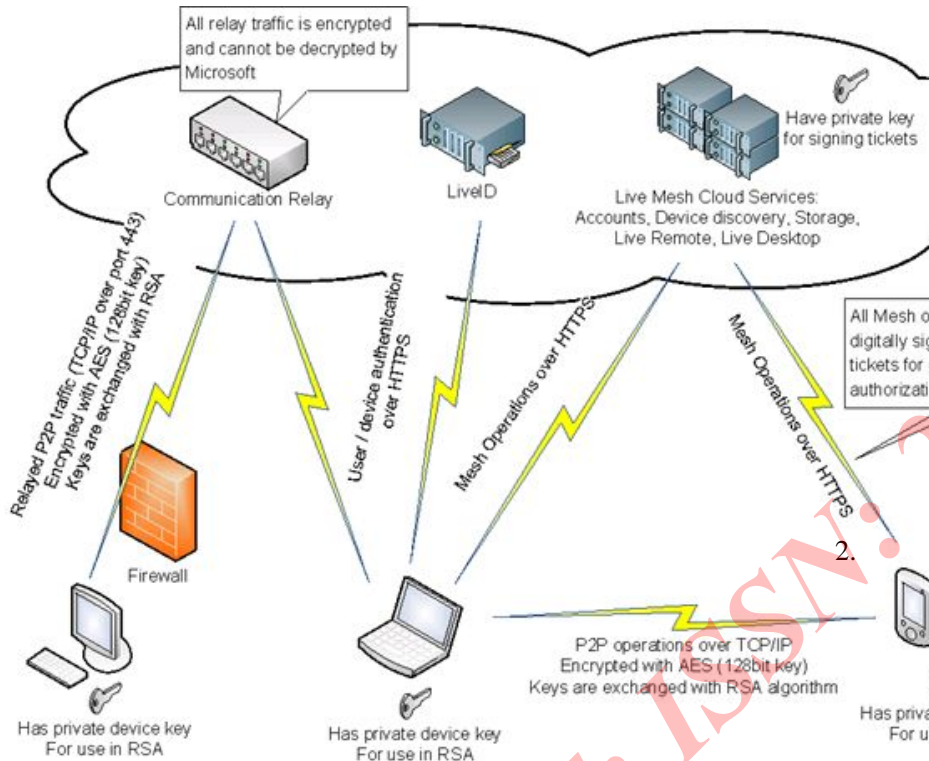 All relay traffic is encrypted
and cannot be decrypted by
Microsoft
Have private key
for signing tickets
Communication Relay
LiveID
Live Mesh Cloud Services:
Accounts, Device discovery, Storage,
Live Remote, Live Desktop
Relayed P2P traffic (TCP/IP over port 443)
Encrypted with AES (128bit key)
Keys are exchanged with RSA
User / device authentication
over HTTPS
Mesh Operations over HTTPS
Mesh Operations over HTTPS
All Mesh o
digitally sig
tickets for
authorizati
Firewall
2.
P2P operations over TCP/IP
Encrypted with AES (128bit key)
Keys are exchanged with RSA algorithm
Has private device key
For use in RSA
Has private device key
For use in RSA
Has priva
For u
ISSN: